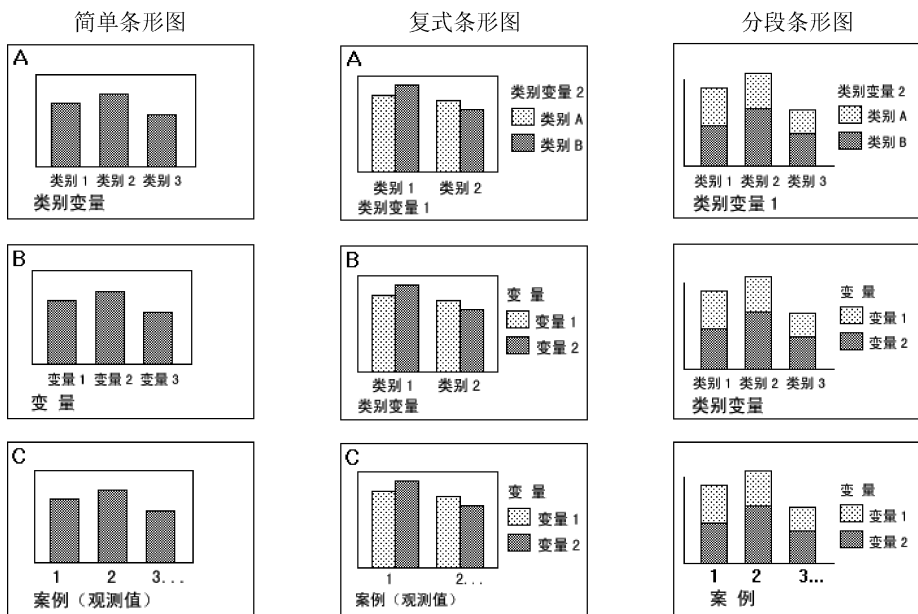 简单条形图
复式条形图
分段条形图
A
类别 1 类别 2 类别 3
类别变量
A
类别变量 2
类别 A
类别 B
类别 1 类别 2
类别变量 1
类别变量 2
类别 A
类别 B
类别 1 类别 2 类别 3
类别变量 1
B
变量 1 变量 2 变量 3
变 量
B
变 量
变量 1
变量 2
类别 1 类别 2
类别变量
变 量
变量 1
变量 2
类别 1 类别 2 类别 3
类别变量
C
1 2 3...
案例（观测值）
C
变 量
变量 1
变量 2
1 2...
案例（观测值）
变 量
变量 1
变量 2
1 2 3...
案 例